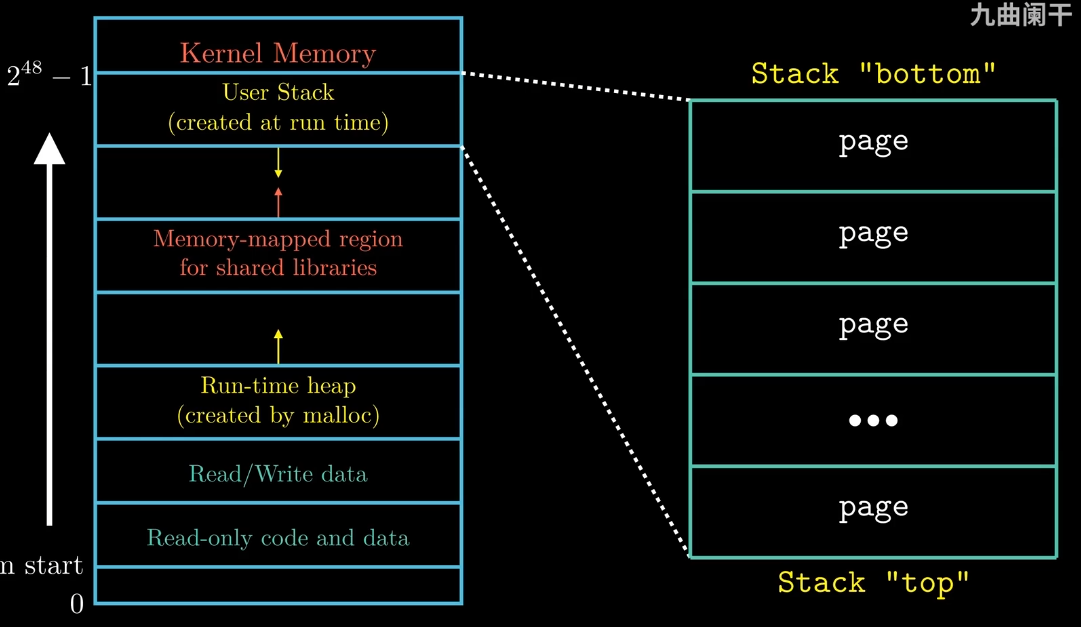 九曲阑干
Kernel Memory
2^48 − 1
User Stack
(created at run time)
Memory-mapped region
for shared libraries
Run-time heap
(created by malloc)
Read/Write data
Read-only code and data
start
0
Stack "bottom"
page
page
page
•••
page
Stack "top"